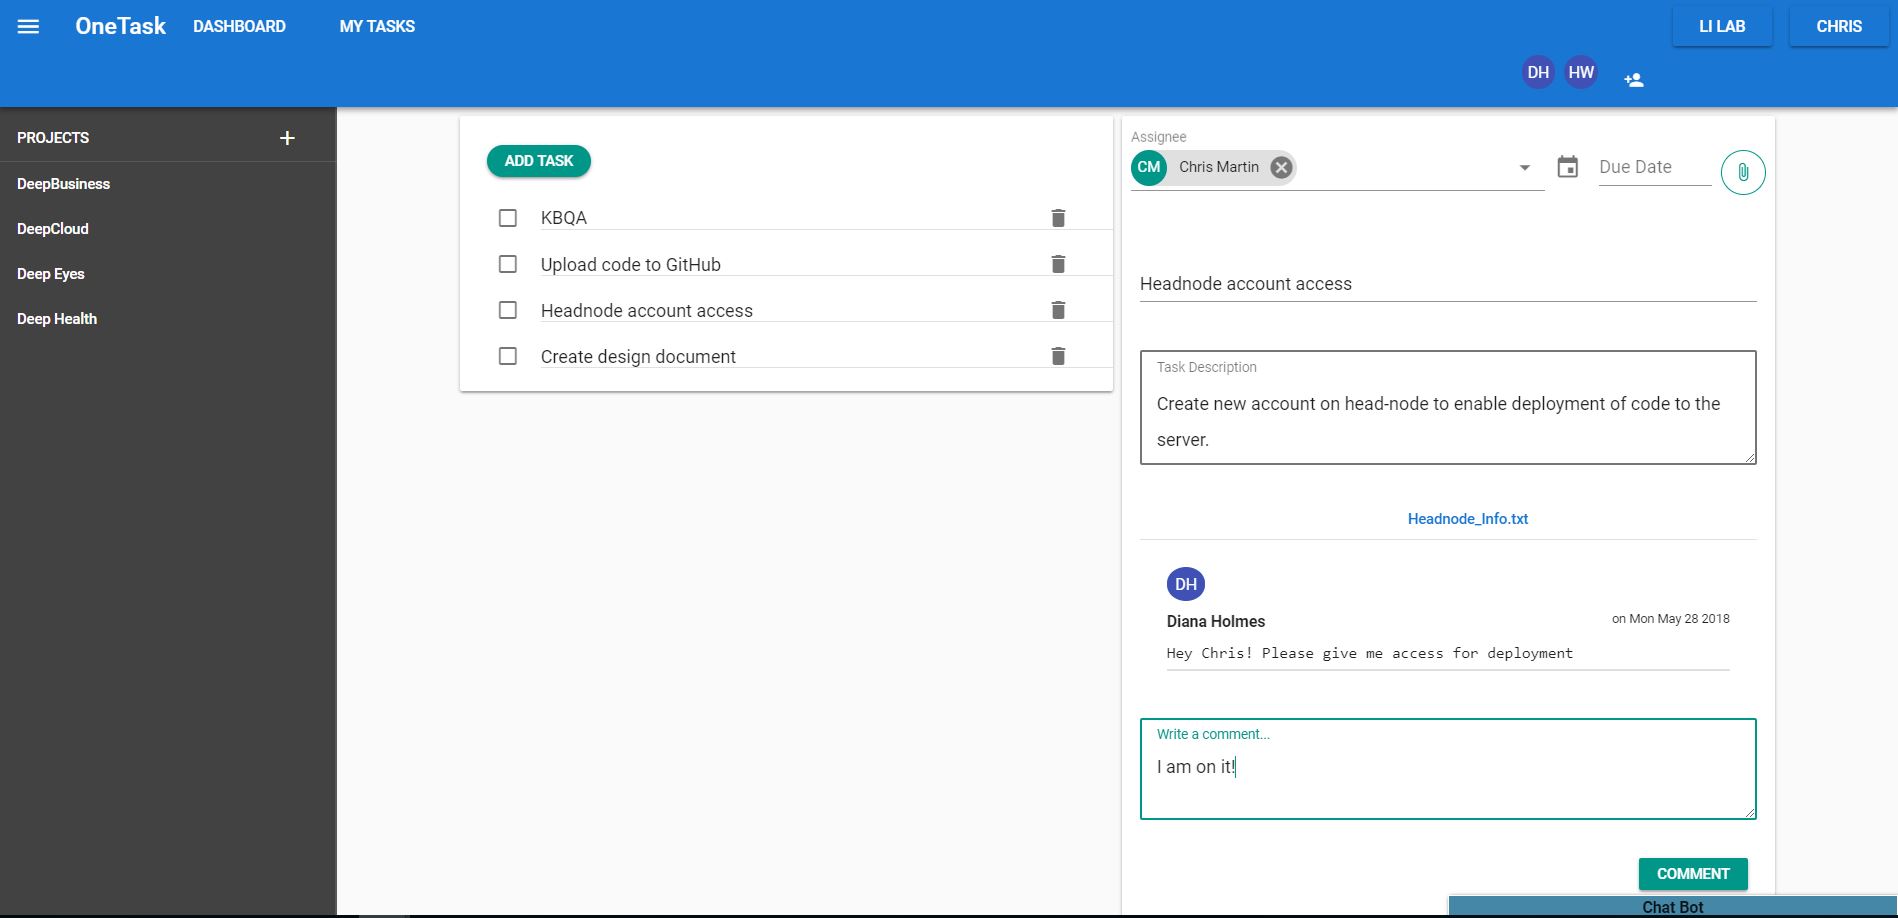 OneTask DASHBOARD MY TASKS LI LAB CHRIS
DH HW
PROJECTS +
DeepBusiness
DeepCloud
Deep Eyes
Deep Health
ADD TASK
KBQA
Upload code to GitHub
Headnode account access
Create design document
Assignee
CM Chris Martin Due Date
Headnode account access
Task Description
Create new account on head-node to enable deployment of code to the
server.
Headnode_Info.txt
DH
Diana Holmes on Mon May 28 2018
Hey Chris! Please give me access for deployment
Write a comment...
I am on it!
COMMENT
Chat Bot